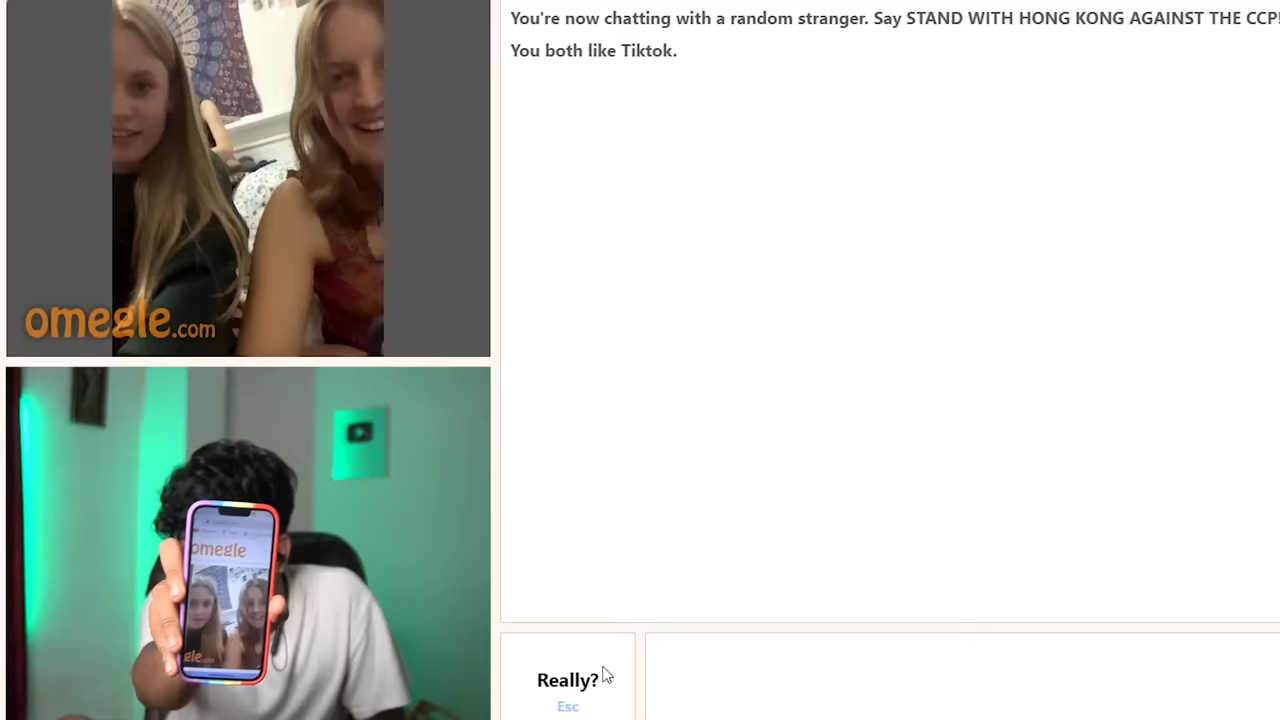 You're now chatting with a random stranger. Say STAND WITH HONG KONG AGAINST THE CCP!
You both like Tiktok.
omegle.com
omegle
gle
Really?
Esc